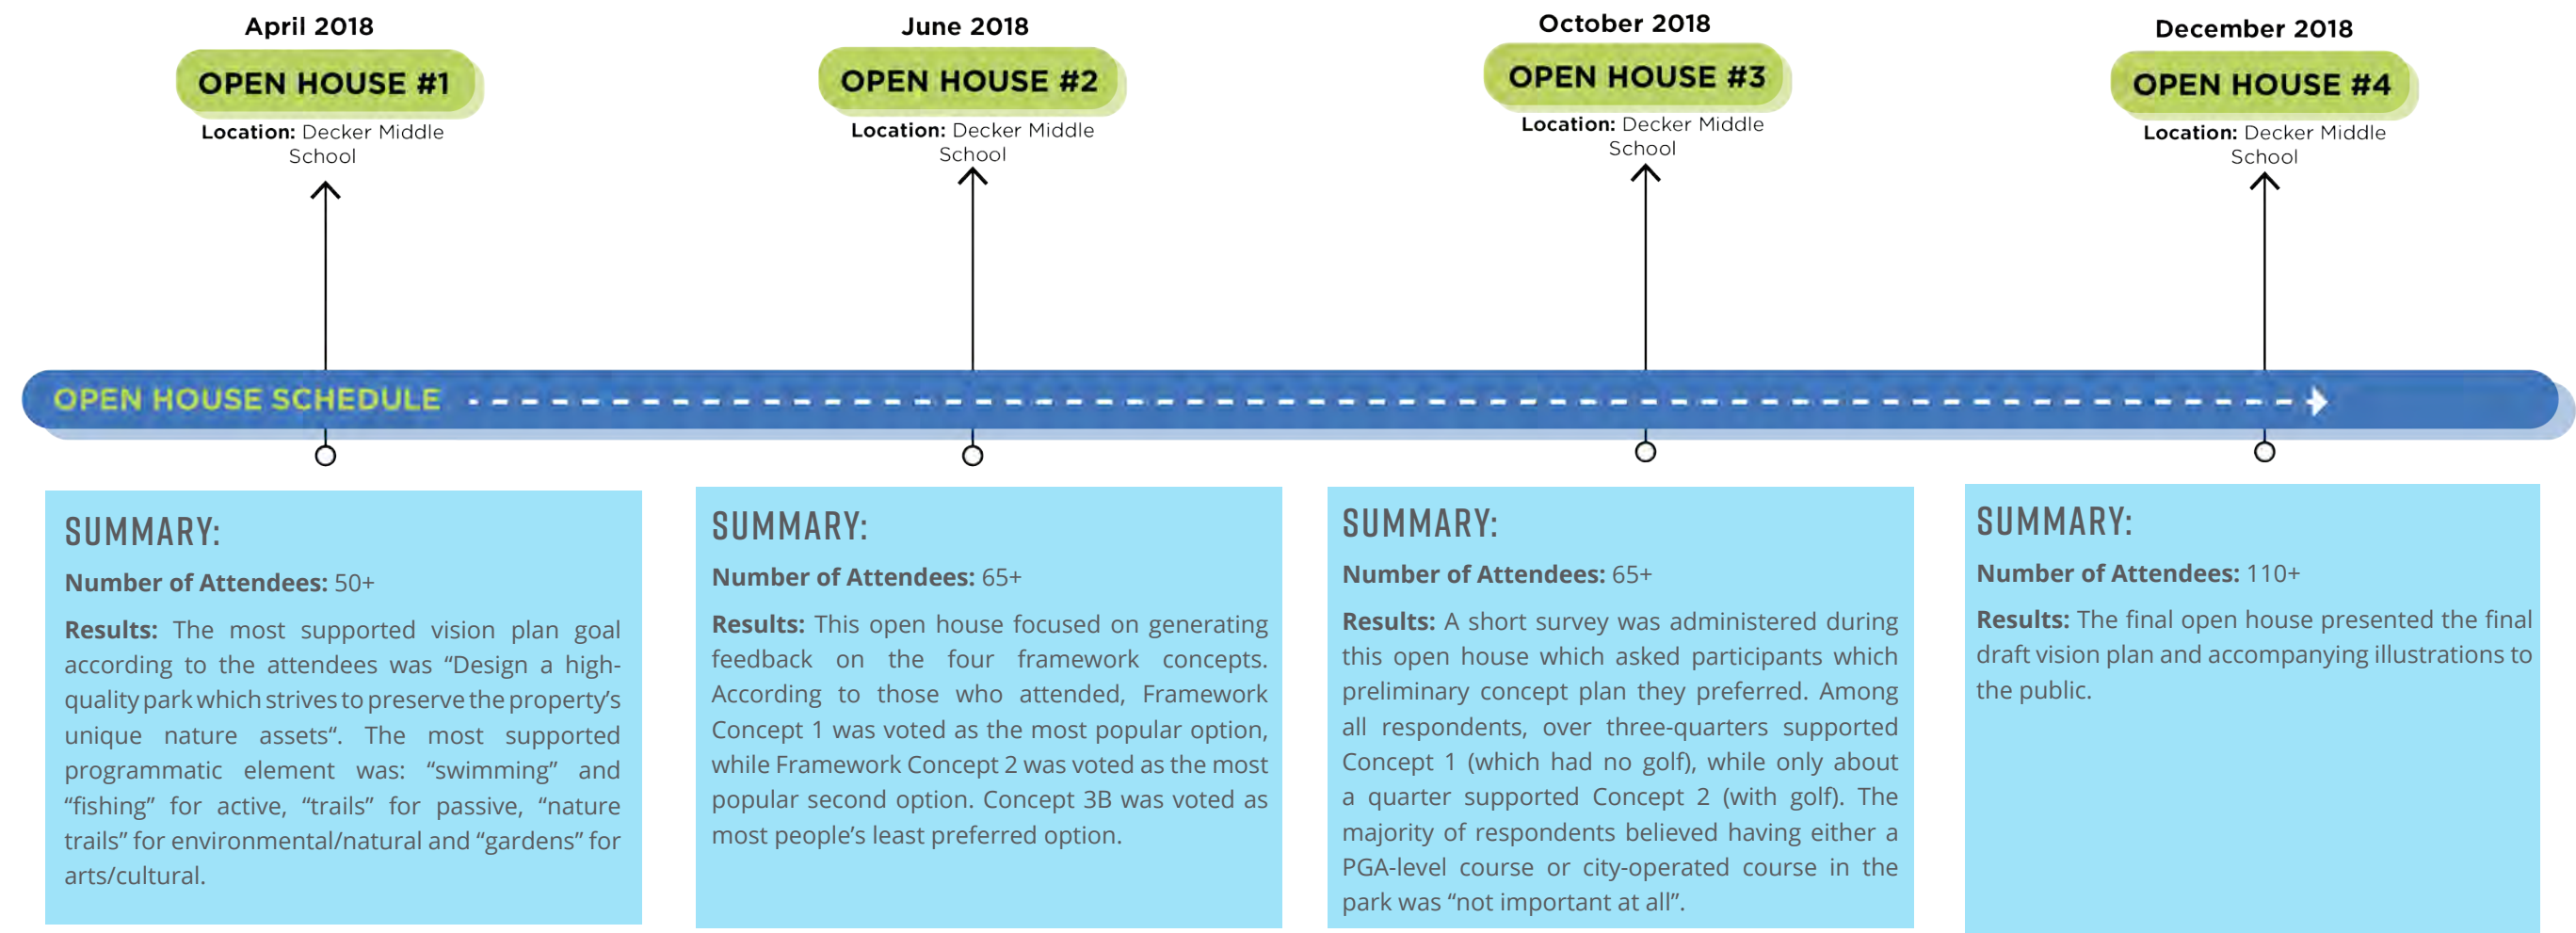 April 2018
OPEN HOUSE #1
Location: Decker Middle
School
June 2018
OPEN HOUSE #2
Location: Decker Middle
School
October 2018
OPEN HOUSE #3
Location: Decker Middle
School
December 2018
OPEN HOUSE #4
Location: Decker Middle
School
OPEN HOUSE SCHEDULE
SUMMARY:
Number of Attendees: 50+
Results: The most supported vision plan goal
according to the attendees was “Design a high-
quality park which strives to preserve the property’s
unique nature assets“. The most supported
programmatic element was: “swimming” and
“fishing” for active, “trails” for passive, “nature
trails” for environmental/natural and “gardens” for
arts/cultural.
SUMMARY:
Number of Attendees: 65+
Results: This open house focused on generating
feedback on the four framework concepts.
According to those who attended, Framework
Concept 1 was voted as the most popular option,
while Framework Concept 2 was voted as the most
popular second option. Concept 3B was voted as
most people’s least preferred option.
SUMMARY:
Number of Attendees: 65+
Results: A short survey was administered during
this open house which asked participants which
preliminary concept plan they preferred. Among
all respondents, over three-quarters supported
Concept 1 (which had no golf), while only about
a quarter supported Concept 2 (with golf). The
majority of respondents believed having either a
PGA-level course or city-operated course in the
park was “not important at all”.
SUMMARY:
Number of Attendees: 110+
Results: The final open house presented the final
draft vision plan and accompanying illustrations to
the public.